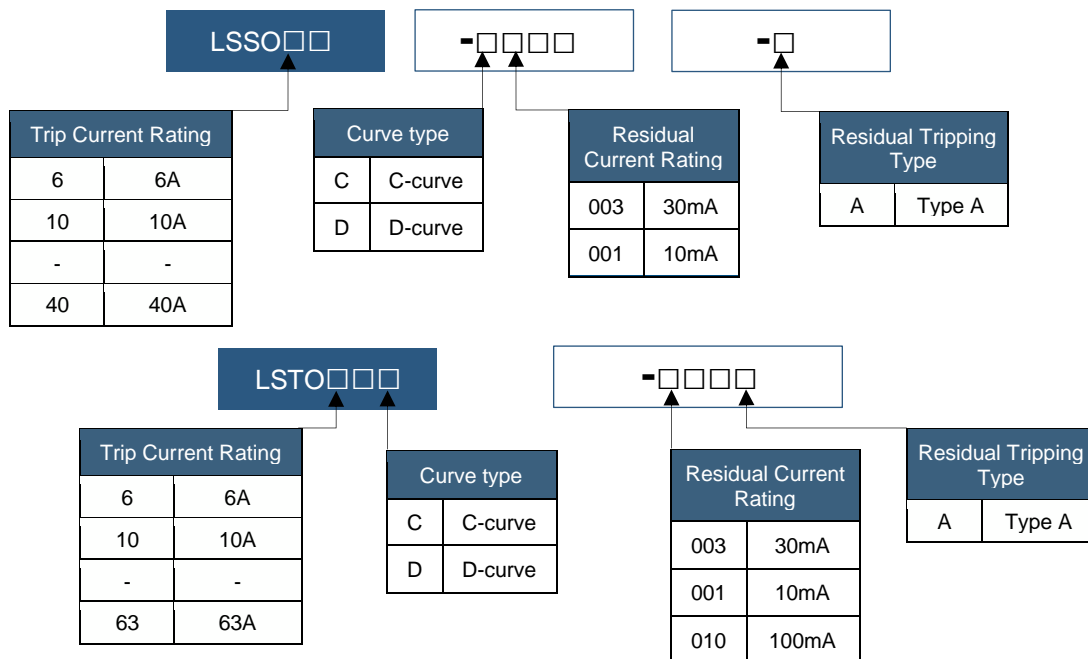 LSSO□□ -□□□□ -□
Trip Current Rating
6 6A
10 10A
- -
40 40A
Curve type
C C-curve
D D-curve
Residual
Current Rating
003 30mA
001 10mA
Residual Tripping
Type
A Type A
LSTO□□□ -□□□□
Trip Current Rating
6 6A
10 10A
- -
63 63A
Curve type
C C-curve
D D-curve
Residual Current
Rating
003 30mA
001 10mA
010 100mA
Residual Tripping
Type
A Type A